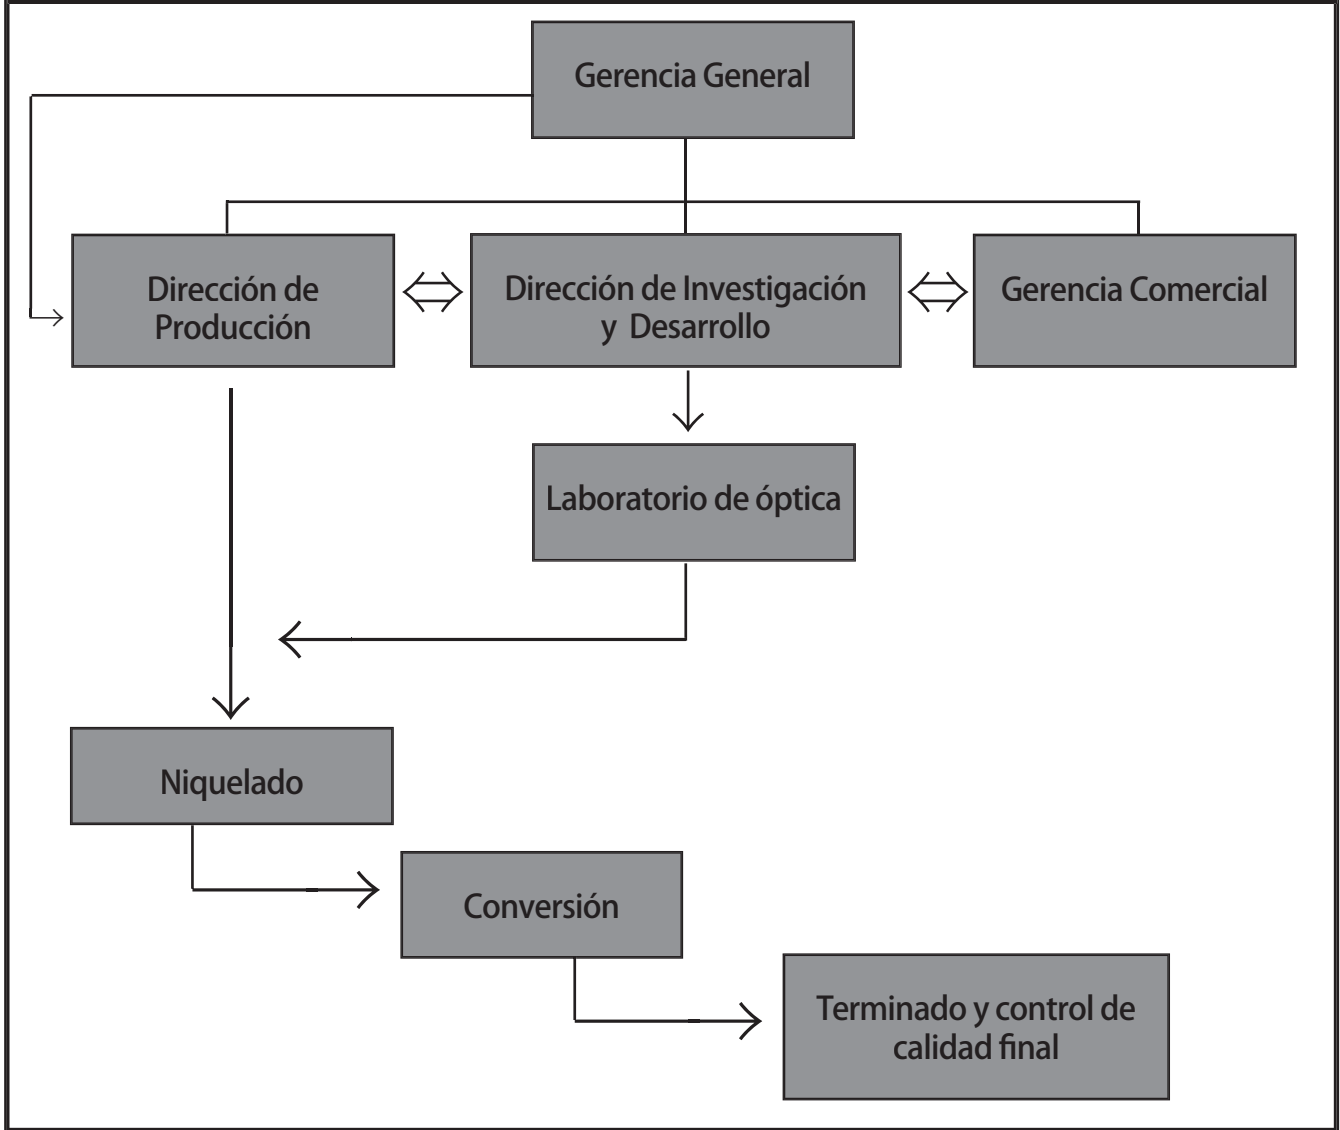 Gerencia General
Dirección de
Producción
Dirección de Investigación
y Desarrollo
Gerencia Comercial
Laboratorio de óptica
Niquelado
Conversión
Terminado y control de
calidad final